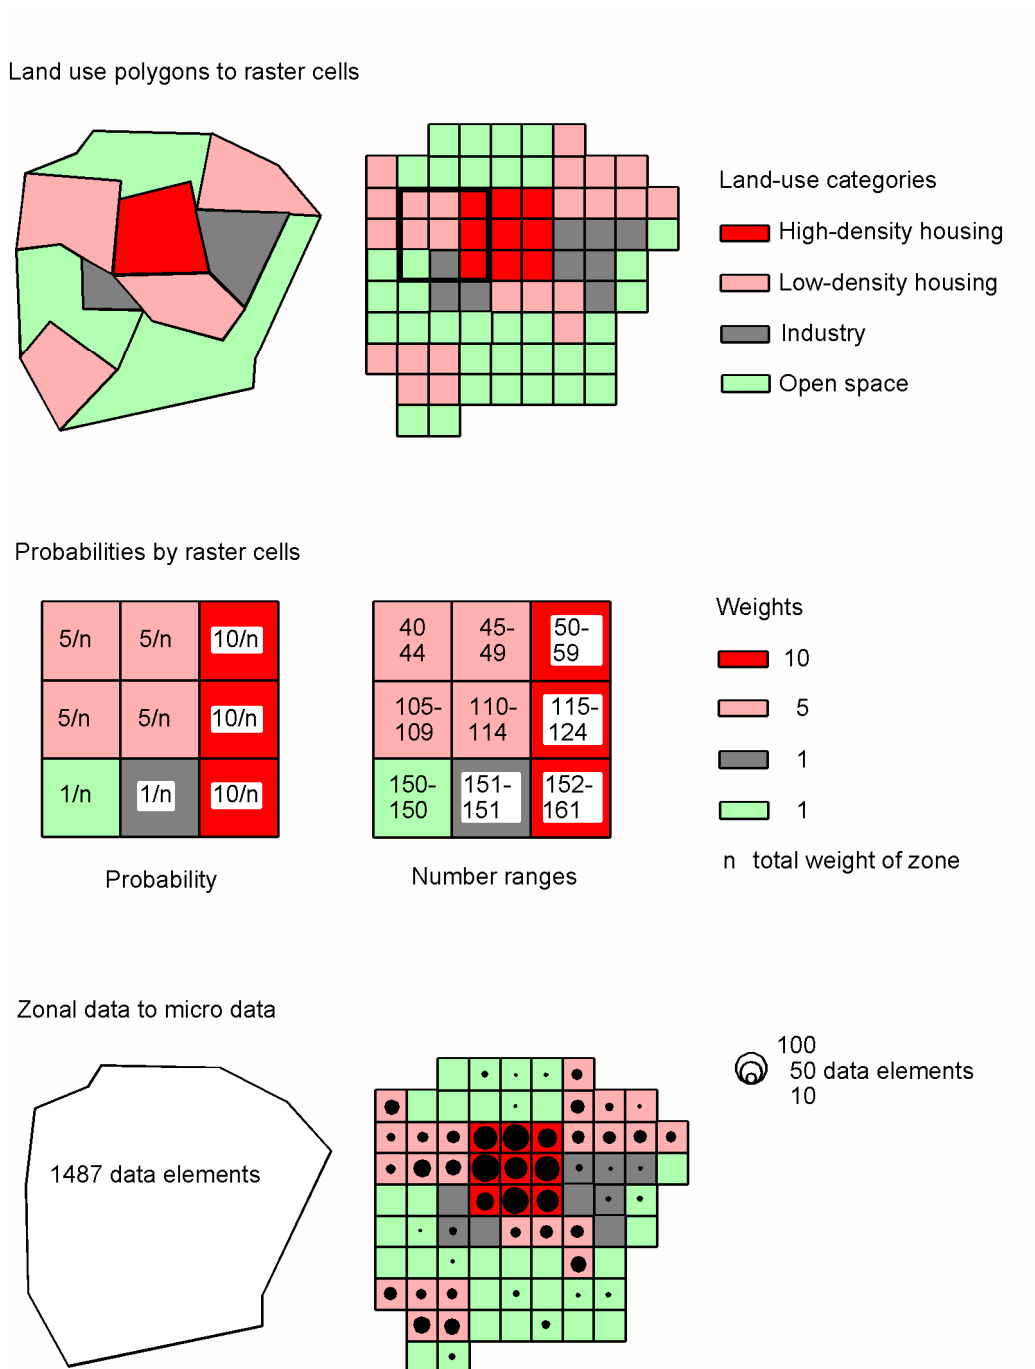 Land use polygons to raster cells
Land-use categories
High-density housing
Low-density housing
Industry
Open space
Probabilities by raster cells
5/n 5/n 10/n
5/n 5/n 10/n
1/n 1/n 10/n
Probability
40 45- 50-
44 49 59
105- 110- 115-
109 114 124
150- 151- 152-
150 151 161
Number ranges
Weights
10
5
1
1
n total weight of zone
Zonal data to micro data
1487 data elements
100
50 data elements
10